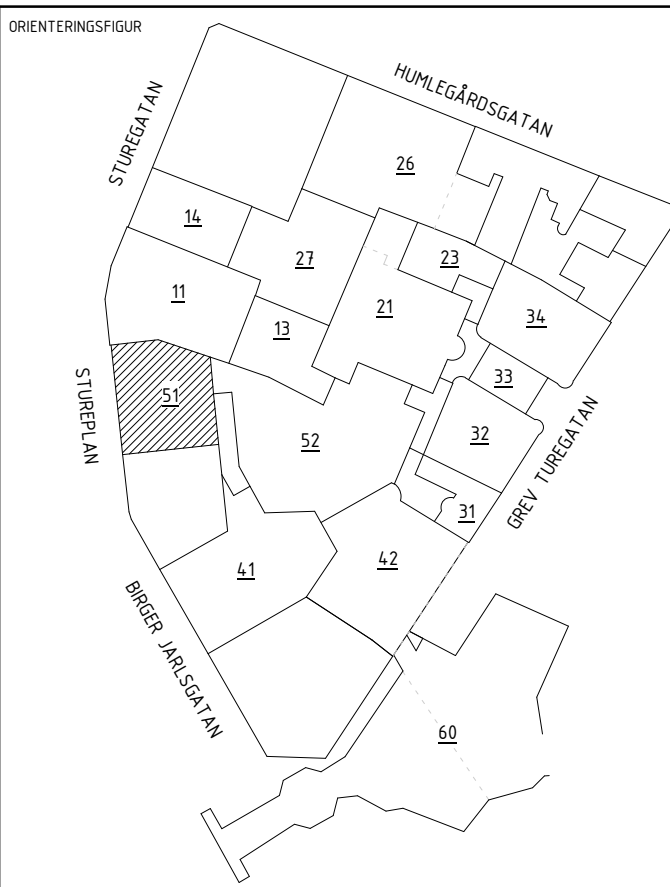 ORIENTERINGSFIGUR
HUMLEGÅRDSGATAN
STUREGATAN
26
14
27
23
11
21
34
13
33
51
STUREPLAN
52
32
GREV TUREGATAN
31
41
42
BIRGER JARLSGATAN
60